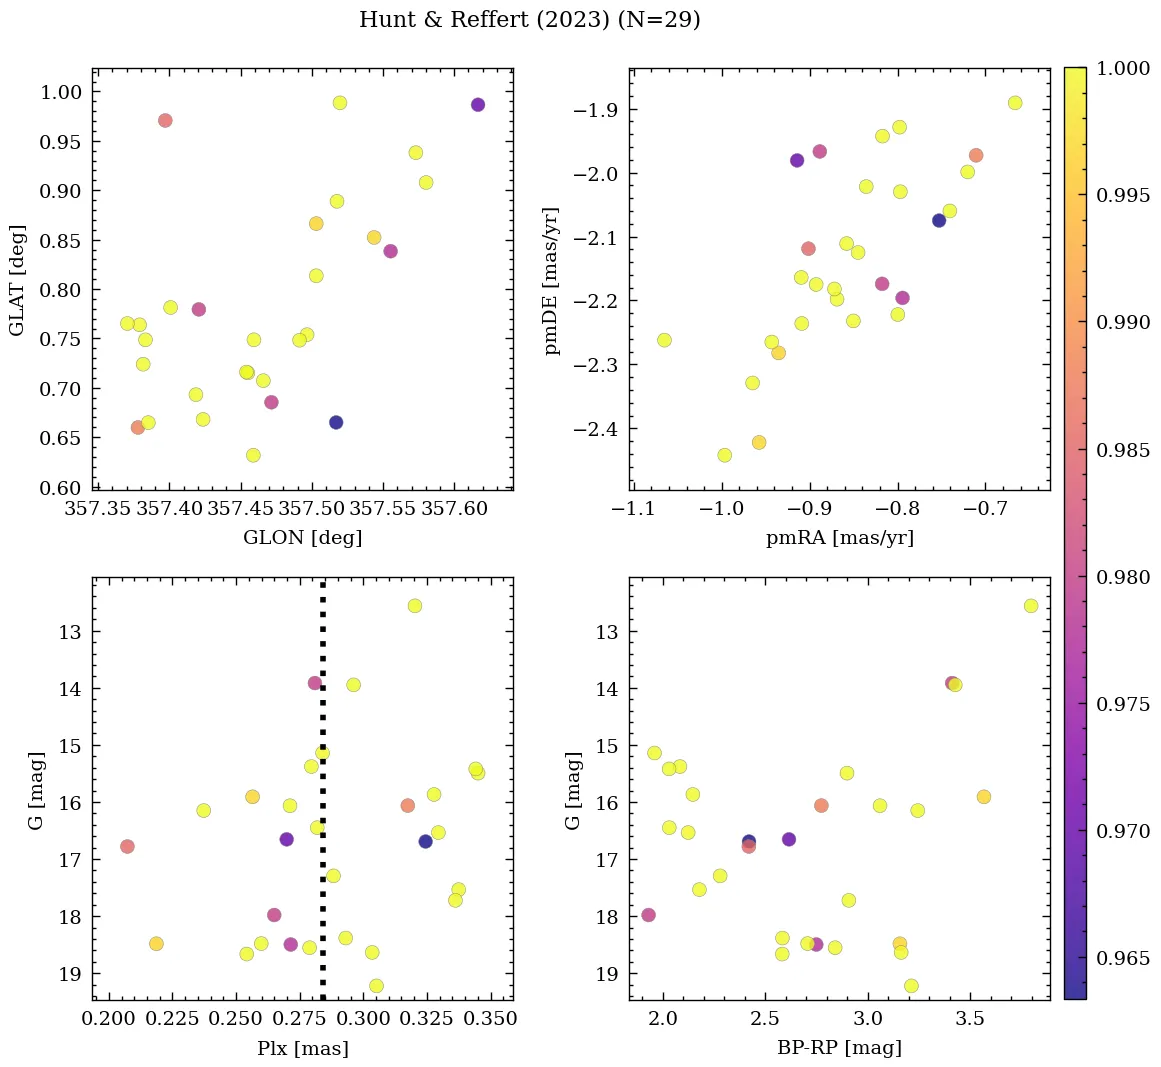 Hunt & Reffert (2023) (N=29)
1.00
0.95
0.90
0.85
0.80
0.75
0.70
0.65
0.60
GLAT [deg]
357.35 357.40 357.45 357.50 357.55 357.60
GLON [deg]
−1.9
−2.0
−2.1
−2.2
−2.3
−2.4
pmDE [mas/yr]
−1.1 −1.0 −0.9 −0.8 −0.7
pmRA [mas/yr]
13
14
15
16
17
18
19
G [mag]
0.200 0.225 0.250 0.275 0.300 0.325 0.350
Plx [mas]
13
14
15
16
17
18
19
G [mag]
2.0 2.5 3.0 3.5
BP-RP [mag]
1.000
0.995
0.990
0.985
0.980
0.975
0.970
0.965